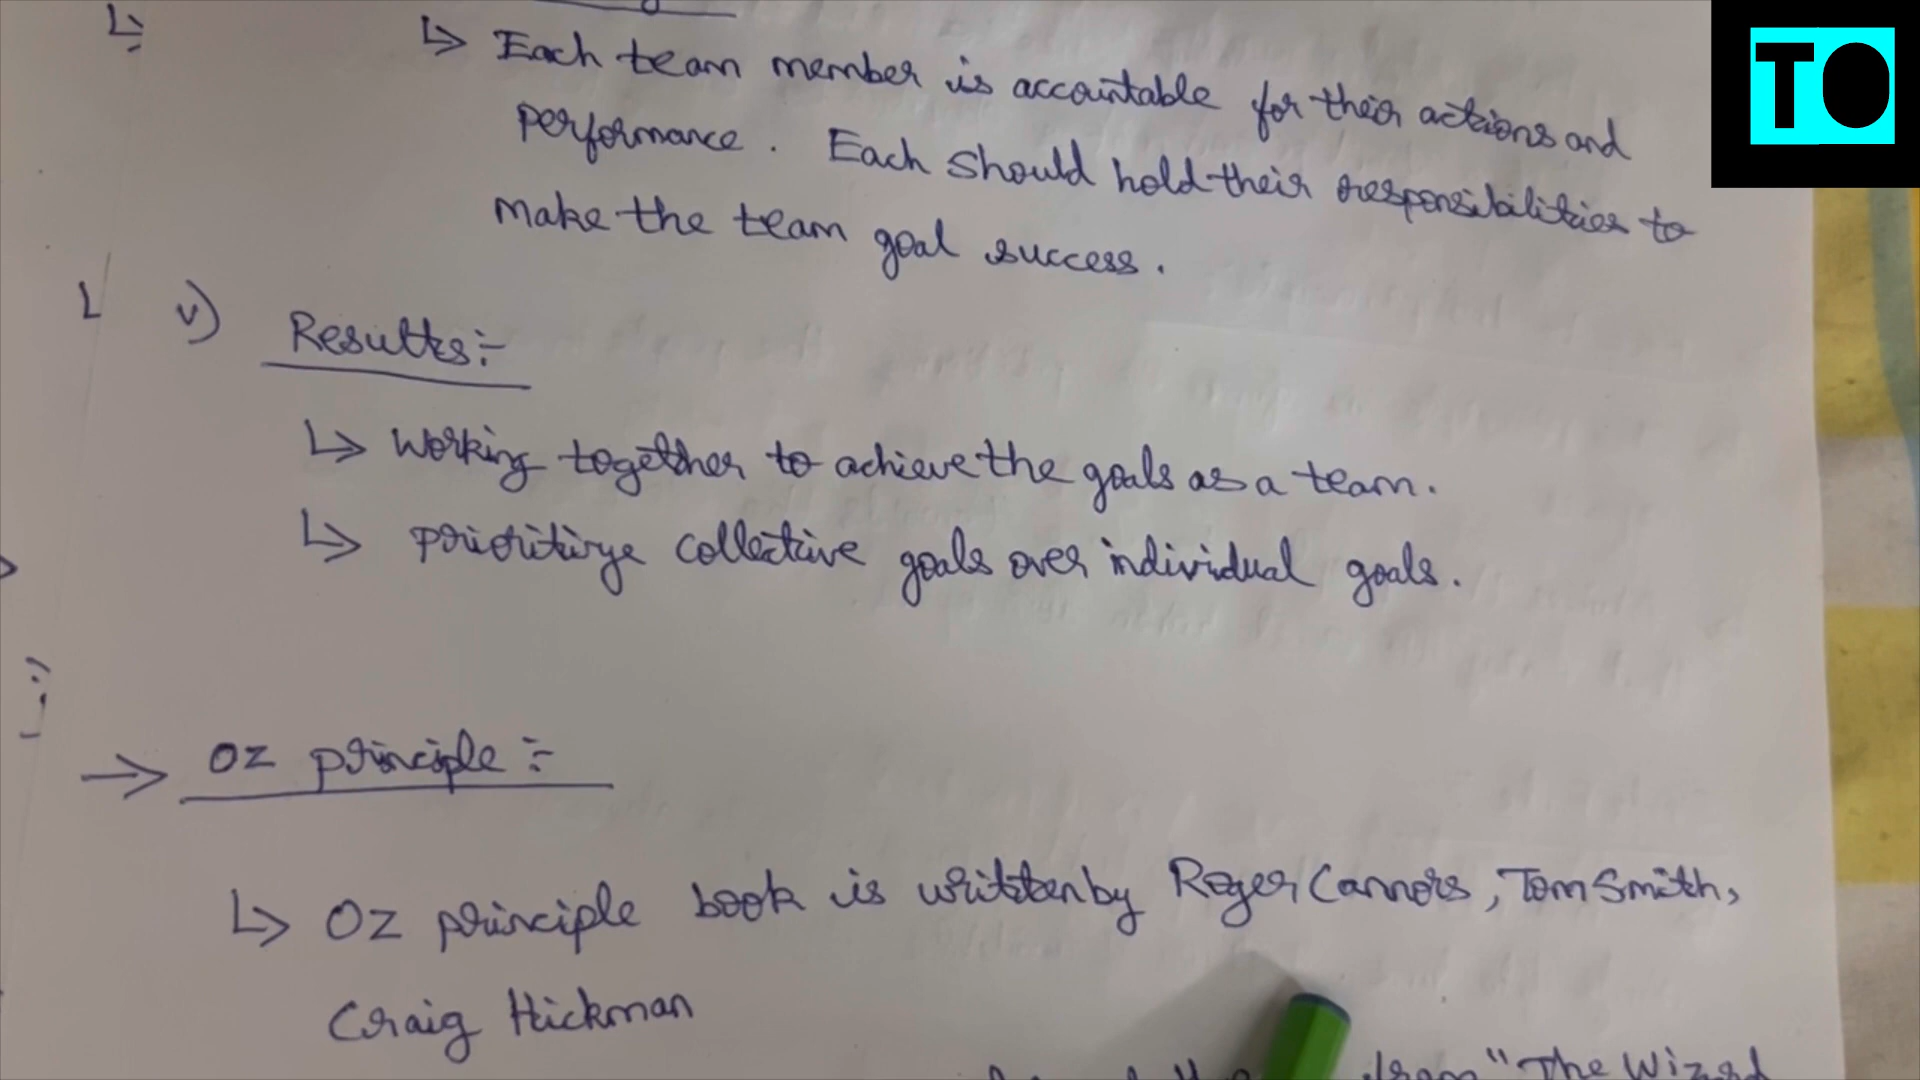 TO
↳ Each team member is accountable for their actions and
performance. Each should hold their responsibilities to
make the team goal success.
v) Results:-
↳ Working together to achieve the goals as a team.
↳ prioritize collective goals over individual goals.
→ OZ principle :-
↳ OZ principle book is written by Roger Connors, Tom Smith,
Craig Hickman
from "The Wizard